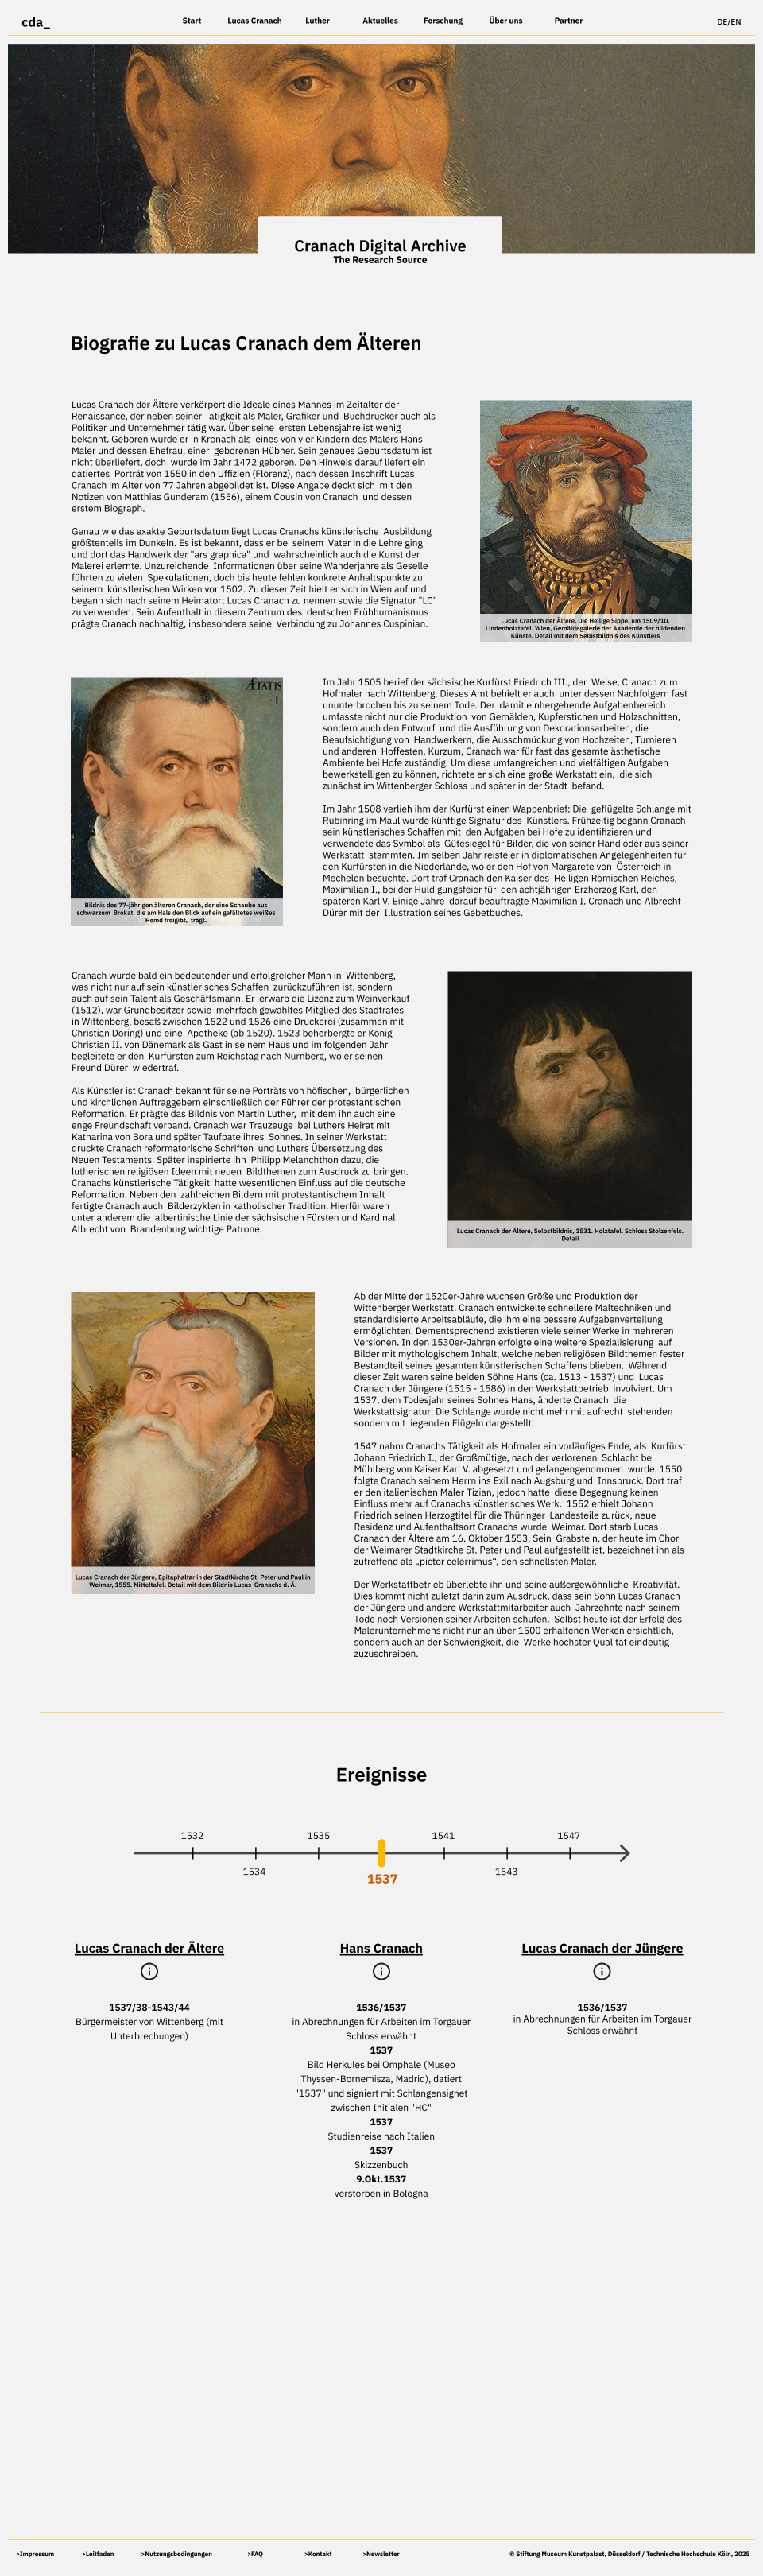 cda_
Start
Lucas Cranach
Luther
Aktuelles
Forschung
Über uns
Partner
DE/EN
Cranach Digital Archive
The Research Source
Biografie zu Lucas Cranach dem Älteren
Lucas Cranach der Ältere verkörpert die Ideale eines Mannes im Zeitalter der
Renaissance, der neben seiner Tätigkeit als Maler, Grafiker und Buchdrucker auch als
Politiker und Unternehmer tätig war. Über seine ersten Lebensjahre ist wenig
bekannt. Geboren wurde er in Kronach als eines von vier Kindern des Malers Hans
Maler und dessen Ehefrau, einer geborenen Hübner. Sein genaues Geburtsdatum ist
nicht überliefert, doch wurde im Jahr 1472 geboren. Den Hinweis darauf liefert ein
datiertes Porträt von 1550 in den Uffizien (Florenz), nach dessen Inschrift Lucas
Cranach im Alter von 77 Jahren abgebildet ist. Diese Angabe deckt sich mit den
Notizen von Matthias Gunderam (1556), einem Cousin von Cranach und dessen
erstem Biograph.
Genau wie das exakte Geburtsdatum liegt Lucas Cranachs künstlerische Ausbildung
größtenteils im Dunkeln. Es ist bekannt, dass er bei seinem Vater in die Lehre ging
und dort das Handwerk der "ars graphica" und wahrscheinlich auch die Kunst der
Malerei erlernte. Unzureichende Informationen über seine Wanderjahre als Geselle
führten zu vielen Spekulationen, doch bis heute fehlen konkrete Anhaltspunkte zu
seinem künstlerischen Wirken vor 1502. Zu dieser Zeit hielt er sich in Wien auf und
begann sich nach seinem Heimatort Lucas Cranach zu nennen sowie die Signatur "LC"
zu verwenden. Sein Aufenthalt in diesem Zentrum des deutschen Frühhumanismus
prägte Cranach nachhaltig, insbesondere seine Verbindung zu Johannes Cuspinian.
Lucas Cranach der Ältere, Die Heilige Sippe, um 1509/10.
Lindenholztafel. Wien, Gemäldegalerie der Akademie der bildenden
Künste. Detail mit dem Selbstbildnis des Künstlers
ÆTATIS
Bildnis des 77-jährigen älteren Cranach, der eine Schaube aus
schwarzem Brokat, die am Hals den Blick auf ein gefältetes weißes
Hemd freigibt, trägt.
Im Jahr 1505 berief der sächsische Kurfürst Friedrich III., der Weise, Cranach zum
Hofmaler nach Wittenberg. Dieses Amt behielt er auch unter dessen Nachfolgern fast
ununterbrochen bis zu seinem Tode. Der damit einhergehende Aufgabenbereich
umfasste nicht nur die Produktion von Gemälden, Kupferstichen und Holzschnitten,
sondern auch den Entwurf und die Ausführung von Dekorationsarbeiten, die
Beaufsichtigung von Handwerkern, die Ausschmückung von Hochzeiten, Turnieren
und anderen Hoffesten. Kurzum, Cranach war für fast das gesamte ästhetische
Ambiente bei Hofe zuständig. Um diese umfangreichen und vielfältigen Aufgaben
bewerkstelligen zu können, richtete er sich eine große Werkstatt ein, die sich
zunächst im Wittenberger Schloss und später in der Stadt befand.
Im Jahr 1508 verlieh ihm der Kurfürst einen Wappenbrief: Die geflügelte Schlange mit
Rubinring im Maul wurde künftige Signatur des Künstlers. Frühzeitig begann Cranach
sein künstlerisches Schaffen mit den Aufgaben bei Hofe zu identifizieren und
verwendete das Symbol als Gütesiegel für Bilder, die von seiner Hand oder aus seiner
Werkstatt stammten. Im selben Jahr reiste er in diplomatischen Angelegenheiten für
den Kurfürsten in die Niederlande, wo er den Hof von Margarete von Österreich in
Mechelen besuchte. Dort traf Cranach den Kaiser des Heiligen Römischen Reiches,
Maximilian I., bei der Huldigungsfeier für den achtjährigen Erzherzog Karl, den
späteren Karl V. Einige Jahre darauf beauftragte Maximilian I. Cranach und Albrecht
Dürer mit der Illustration seines Gebetbuches.
Cranach wurde bald ein bedeutender und erfolgreicher Mann in Wittenberg,
was nicht nur auf sein künstlerisches Schaffen zurückzuführen ist, sondern
auch auf sein Talent als Geschäftsmann. Er erwarb die Lizenz zum Weinverkauf
(1512), war Grundbesitzer sowie mehrfach gewähltes Mitglied des Stadtrates
in Wittenberg, besaß zwischen 1522 und 1526 eine Druckerei (zusammen mit
Christian Döring) und eine Apotheke (ab 1520). 1523 beherbergte er König
Christian II. von Dänemark als Gast in seinem Haus und im folgenden Jahr
begleitete er den Kurfürsten zum Reichstag nach Nürnberg, wo er seinen
Freund Dürer wiedertraf.
Als Künstler ist Cranach bekannt für seine Porträts von höfischen, bürgerlichen
und kirchlichen Auftraggebern einschließlich der Führer der protestantischen
Reformation. Er prägte das Bildnis von Martin Luther, mit dem ihn auch eine
enge Freundschaft verband. Cranach war Trauzeuge bei Luthers Heirat mit
Katharina von Bora und später Taufpate ihres Sohnes. In seiner Werkstatt
druckte Cranach reformatorische Schriften und Luthers Übersetzung des
Neuen Testaments. Später inspirierte ihn Philipp Melanchthon dazu, die
lutherischen religiösen Ideen mit neuen Bildthemen zum Ausdruck zu bringen.
Cranachs künstlerische Tätigkeit hatte wesentlichen Einfluss auf die deutsche
Reformation. Neben den zahlreichen Bildern mit protestantischem Inhalt
fertigte Cranach auch Bilderzyklen in katholischer Tradition. Hierfür waren
unter anderem die albertinische Linie der sächsischen Fürsten und Kardinal
Albrecht von Brandenburg wichtige Patrone.
Lucas Cranach der Ältere, Selbstbildnis, 1531. Holztafel. Schloss Stolzenfels.
Detail
Lucas Cranach der Jüngere, Epitaphaltar in der Stadtkirche St. Peter und Paul in
Weimar, 1555. Mitteltafel, Detail mit dem Bildnis Lucas Cranachs d. Ä.
Ab der Mitte der 1520er-Jahre wuchsen Größe und Produktion der
Wittenberger Werkstatt. Cranach entwickelte schnellere Maltechniken und
standardisierte Arbeitsabläufe, die ihm eine bessere Aufgabenverteilung
ermöglichten. Dementsprechend existieren viele seiner Werke in mehreren
Versionen. In den 1530er-Jahren erfolgte eine weitere Spezialisierung auf
Bilder mit mythologischem Inhalt, welche neben religiösen Bildthemen fester
Bestandteil seines gesamten künstlerischen Schaffens blieben. Während
dieser Zeit waren seine beiden Söhne Hans (ca. 1513 - 1537) und Lucas
Cranach der Jüngere (1515 - 1586) in den Werkstattbetrieb involviert. Um
1537, dem Todesjahr seines Sohnes Hans, änderte Cranach die
Werkstattsignatur: Die Schlange wurde nicht mehr mit aufrecht stehenden
sondern mit liegenden Flügeln dargestellt.
1547 nahm Cranachs Tätigkeit als Hofmaler ein vorläufiges Ende, als Kurfürst
Johann Friedrich I., der Großmütige, nach der verlorenen Schlacht bei
Mühlberg von Kaiser Karl V. abgesetzt und gefangengenommen wurde. 1550
folgte Cranach seinem Herrn ins Exil nach Augsburg und Innsbruck. Dort traf
er den italienischen Maler Tizian, jedoch hatte diese Begegnung keinen
Einfluss mehr auf Cranachs künstlerisches Werk. 1552 erhielt Johann
Friedrich seinen Herzogtitel für die Thüringer Landesteile zurück, neue
Residenz und Aufenthaltsort Cranachs wurde Weimar. Dort starb Lucas
Cranach der Ältere am 16. Oktober 1553. Sein Grabstein, der heute im Chor
der Weimarer Stadtkirche St. Peter und Paul aufgestellt ist, bezeichnet ihn als
zutreffend als „pictor celerrimus“, den schnellsten Maler.
Der Werkstattbetrieb überlebte ihn und seine außergewöhnliche Kreativität.
Dies kommt nicht zuletzt darin zum Ausdruck, dass sein Sohn Lucas Cranach
der Jüngere und andere Werkstattmitarbeiter auch Jahrzehnte nach seinem
Tode noch Versionen seiner Arbeiten schufen. Selbst heute ist der Erfolg des
Malerunternehmens nicht nur an über 1500 erhaltenen Werken ersichtlich,
sondern auch an der Schwierigkeit, die Werke höchster Qualität eindeutig
zuzuschreiben.
Ereignisse
1532
1535
1541
1547
1534
1537
1543
Lucas Cranach der Ältere
1537/38-1543/44
Bürgermeister von Wittenberg (mit
Unterbrechungen)
Hans Cranach
1536/1537
in Abrechnungen für Arbeiten im Torgauer
Schloss erwähnt
1537
Bild Herkules bei Omphale (Museo
Thyssen-Bornemisza, Madrid), datiert
"1537" und signiert mit Schlangensignet
zwischen Initialen "HC"
1537
Studienreise nach Italien
1537
Skizzenbuch
9.Okt.1537
verstorben in Bologna
Lucas Cranach der Jüngere
1536/1537
in Abrechnungen für Arbeiten im Torgauer
Schloss erwähnt
>Impressum
>Leitfaden
>Nutzungsbedingungen
>FAQ
>Kontakt
>Newsletter
© Stiftung Museum Kunstpalast, Düsseldorf / Technische Hochschule Köln, 2025